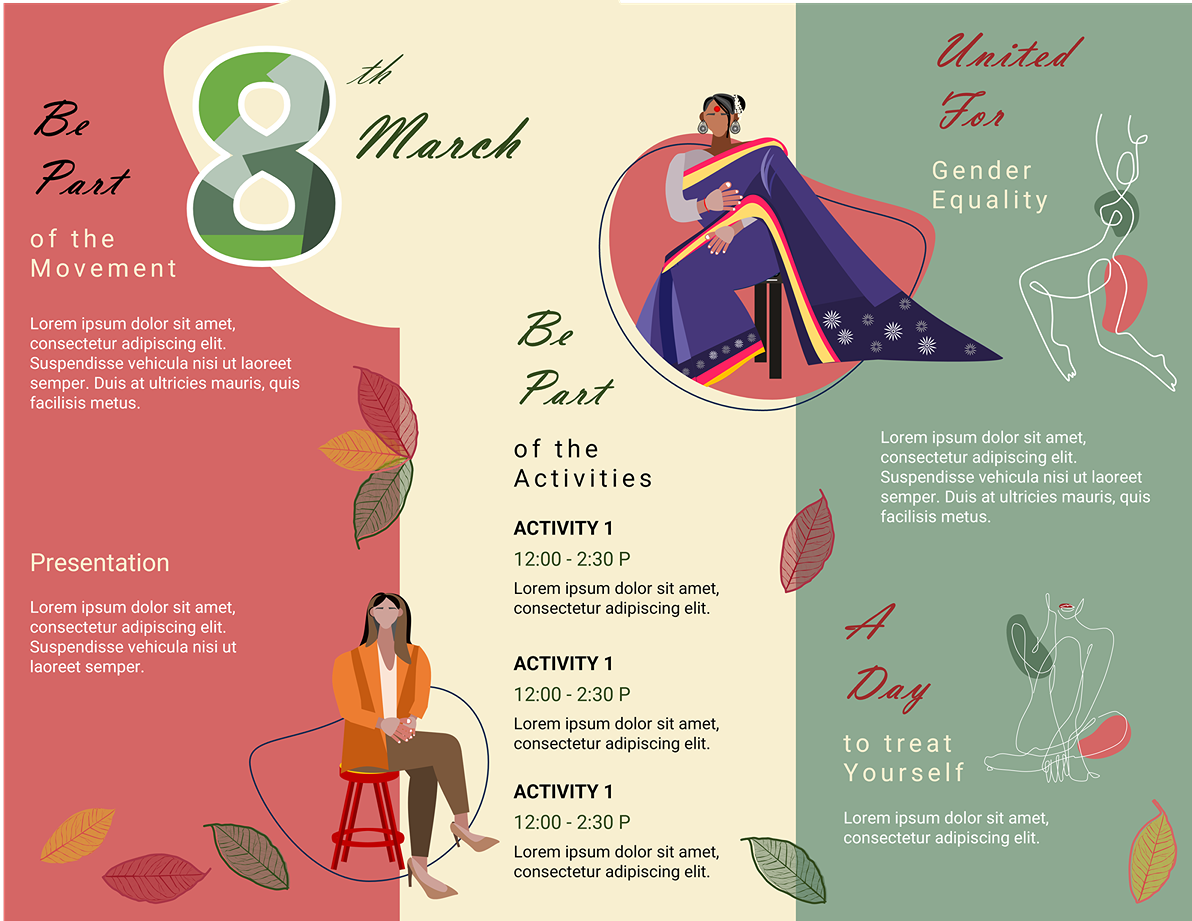 Be
Part
of the
Movement
Lorem ipsum dolor sit amet,
consectetur adipiscing elit.
Suspendisse vehicula nisi ut laoreet
semper. Duis at ultricies mauris, quis
facilisis metus.
Presentation
Lorem ipsum dolor sit amet,
consectetur adipiscing elit.
Suspendisse vehicula nisi ut
laoreet semper.
8
th
March
Be
Part
of the
Activities
ACTIVITY 1
12:00 - 2:30 P
Lorem ipsum dolor sit amet,
consectetur adipiscing elit.
ACTIVITY 1
12:00 - 2:30 P
Lorem ipsum dolor sit amet,
consectetur adipiscing elit.
ACTIVITY 1
12:00 - 2:30 P
Lorem ipsum dolor sit amet,
consectetur adipiscing elit.
United
For
Gender
Equality
Lorem ipsum dolor sit amet,
consectetur adipiscing elit.
Suspendisse vehicula nisi ut laoreet
semper. Duis at ultricies mauris, quis
facilisis metus.
A
Day
to treat
Yourself
Lorem ipsum dolor sit amet,
consectetur adipiscing elit.